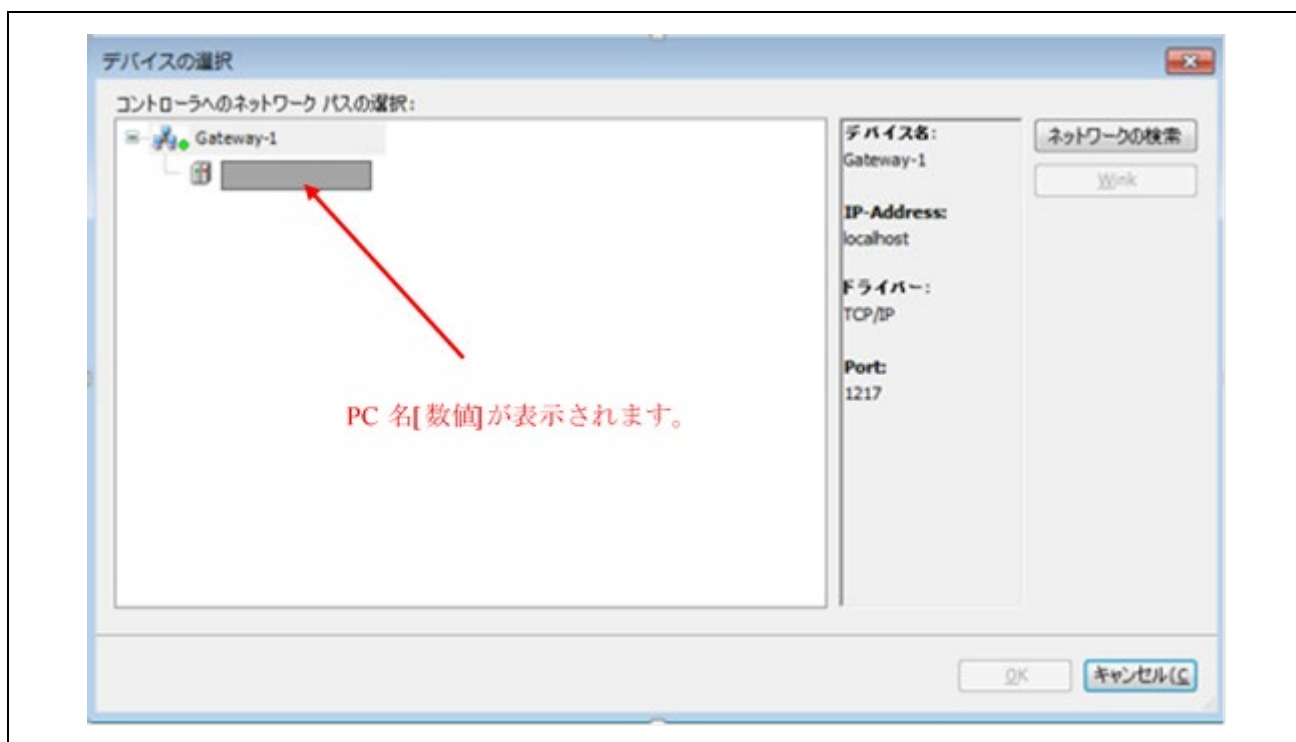 デバイスの選択
コントローラへのネットワーク パスの選択:
Gateway-1
デバイス名:
Gateway-1
IP-Address:
localhost
ドライバー:
TCP/IP
Port:
1217
ネットワークの検索
Wink
PC 名[数値]が表示されます。
OK
キャンセル(C